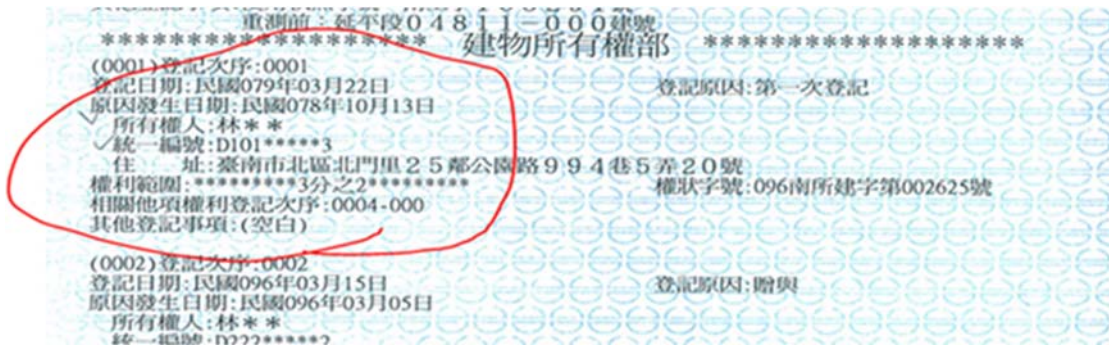 重測前：延平段０４８１１－０００建號
******************** 建物所有權部 ********************
(0001)登記次序:0001
登記日期:民國079年03月22日 登記原因:第一次登記
原因發生日期:民國078年10月13日
所有權人:林＊＊
統一編號:D101*****3
住　　址:臺南市北區北門里２５鄰公園路９９４巷５弄２０號
權利範圍:*********3分之2********* 權狀字號:096南所建字第002625號
相關他項權利登記次序:0004-000
其他登記事項:(空白)
(0002)登記次序:0002
登記日期:民國096年03月15日 登記原因:贈與
原因發生日期:民國096年03月05日
所有權人:林＊＊
統一編號:D222*****2